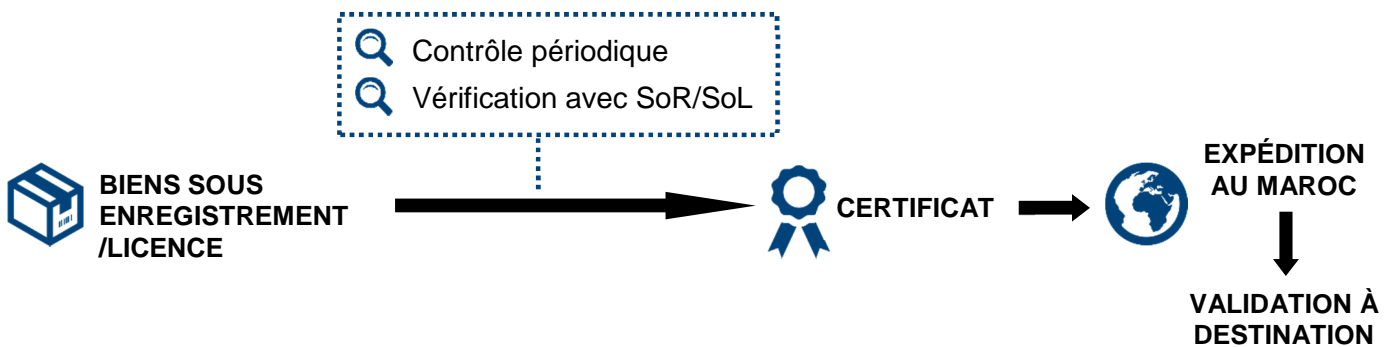 Contrôle périodique
Vérification avec SoR/SoL
BIENS SOUS
ENREGISTREMENT
/LICENCE
CERTIFICAT
EXPÉDITION
AU MAROC
VALIDATION À
DESTINATION